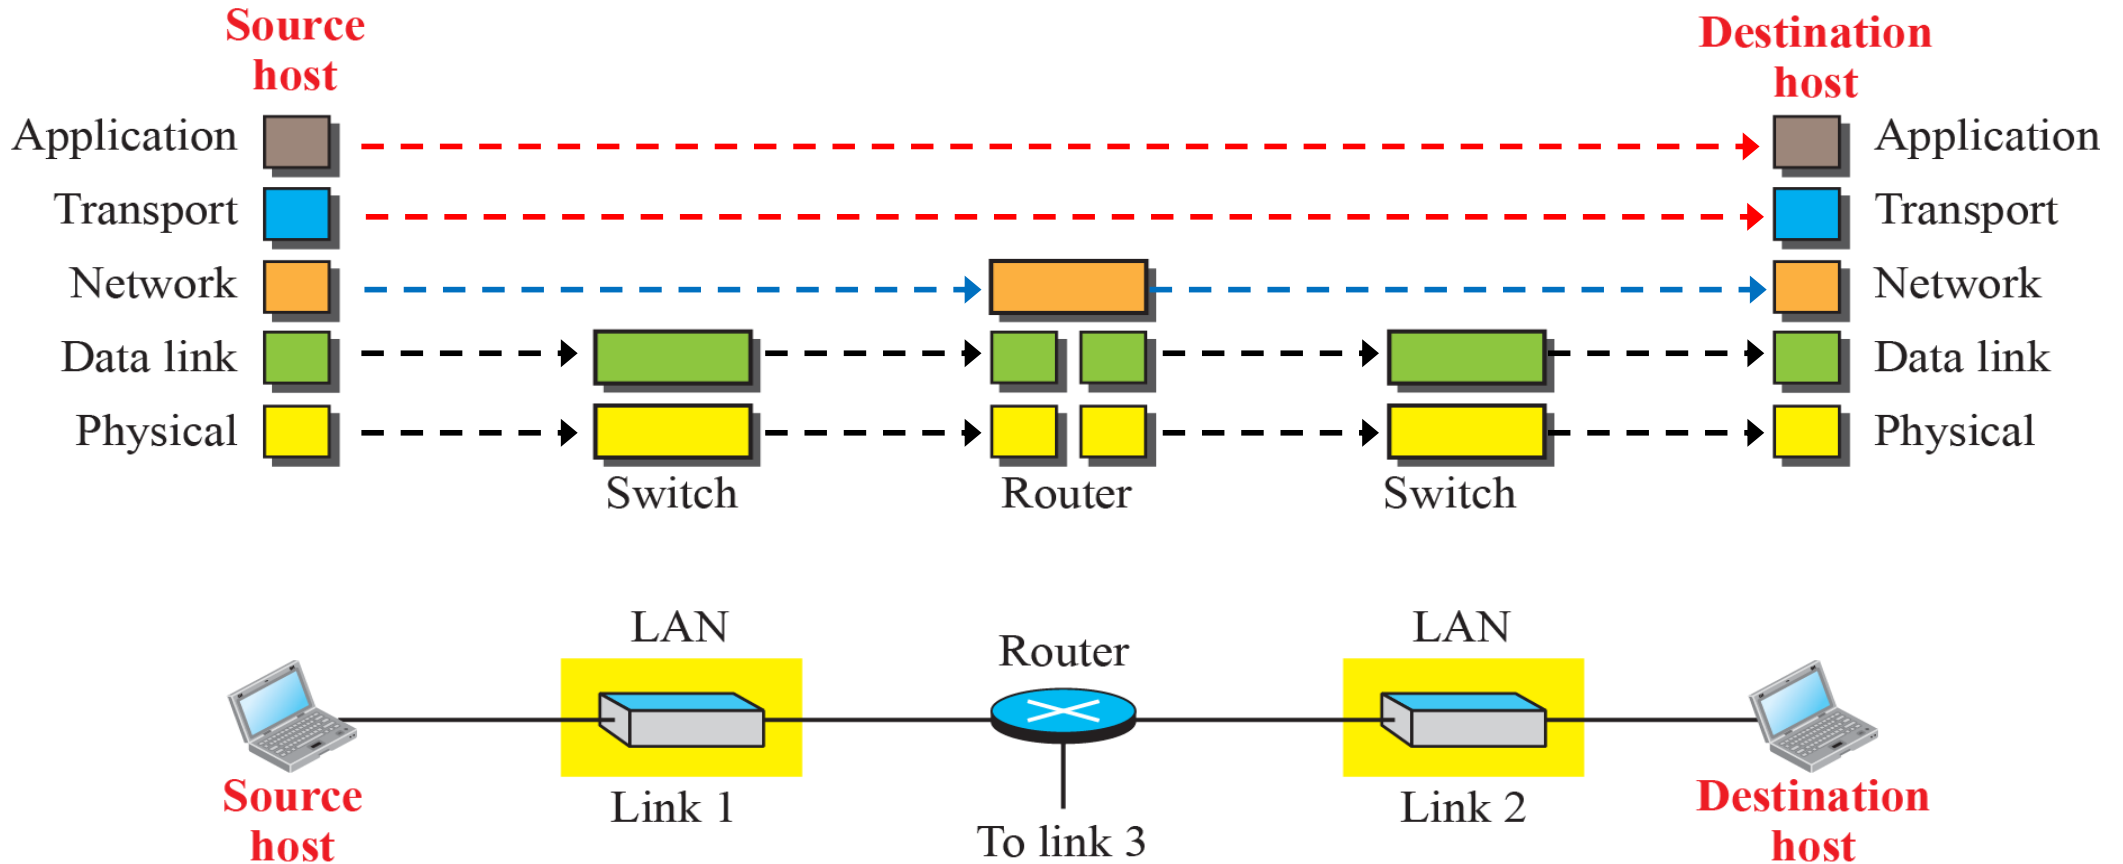 Source
host
Destination
host
Application
Application
Transport
Transport
Network
Network
Data link
Data link
Physical
Physical
Switch
Router
Switch
LAN
Router
LAN
Source
host
Link 1
To link 3
Link 2
Destination
host